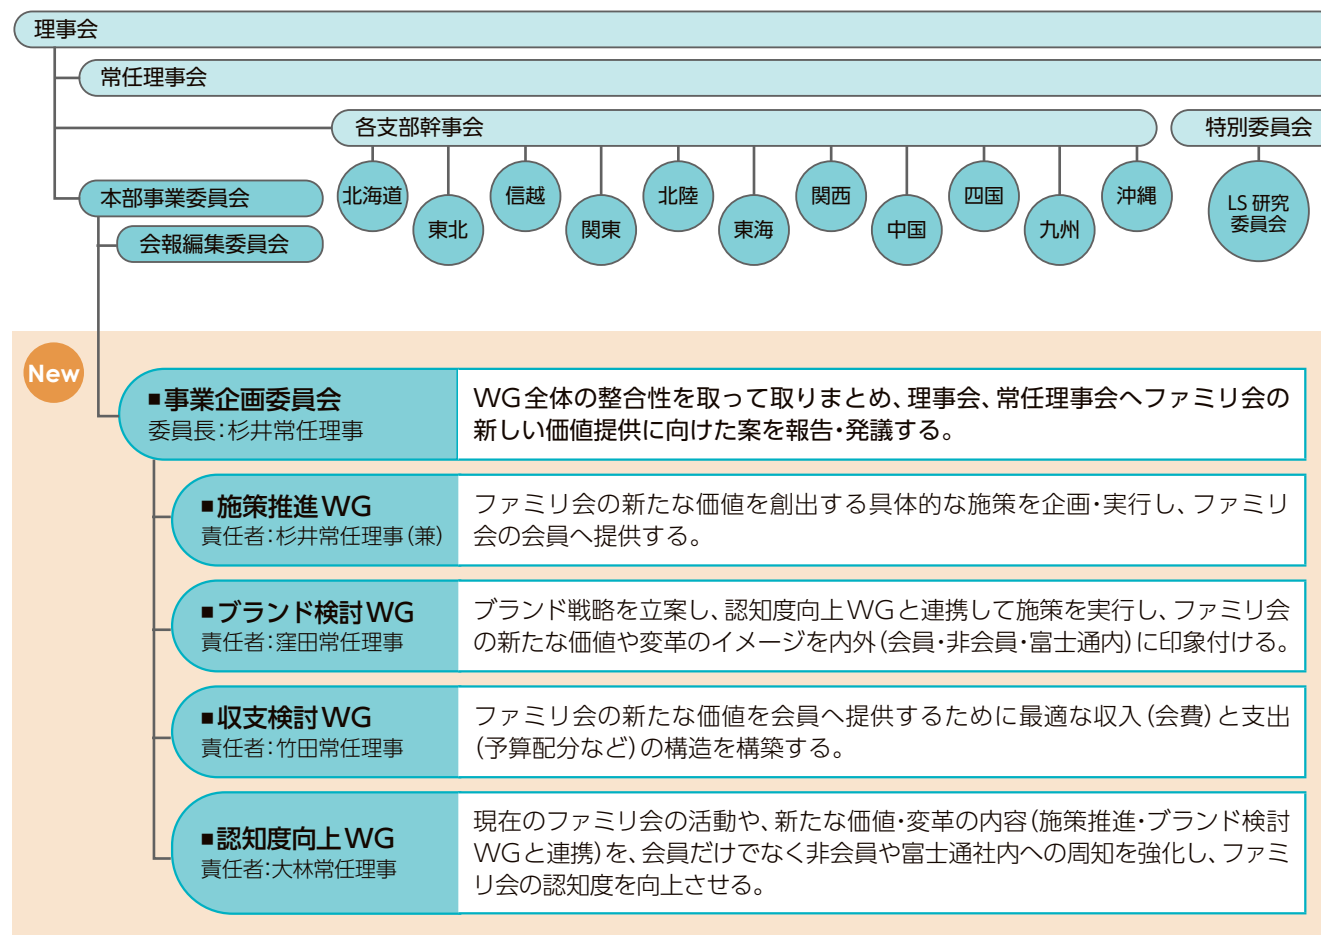 理事会
常任理事会
各支部幹事会
特別委員会
本部事業委員会
会報編集委員会
北海道
東北
信越
関東
北陸
東海
関西
中国
四国
九州
沖縄
LS 研究
委員会
New
■事業企画委員会
委員長：杉井常任理事
WG全体の整合性を取って取りまとめ、理事会、常任理事会へファミリ会の
新しい価値提供に向けた案を報告・発議する。
■施策推進WG
責任者：杉井常任理事（兼）
ファミリ会の新たな価値を創出する具体的な施策を企画・実行し、ファミリ
会の会員へ提供する。
■ブランド検討WG
責任者：窪田常任理事
ブランド戦略を立案し、認知度向上WGと連携して施策を実行し、ファミリ会
の新たな価値や変革のイメージを内外（会員・非会員・富士通内）に印象付ける。
■収支検討WG
責任者：竹田常任理事
ファミリ会の新たな価値を会員へ提供するために最適な収入（会費）と支出
（予算配分など）の構造を構築する。
■認知度向上WG
責任者：大林常任理事
現在のファミリ会の活動や、新たな価値・変革の内容（施策推進・ブランド検討
WGと連携）を、会員だけでなく非会員や富士通社内への周知を強化し、ファミ
リ会の認知度を向上させる。